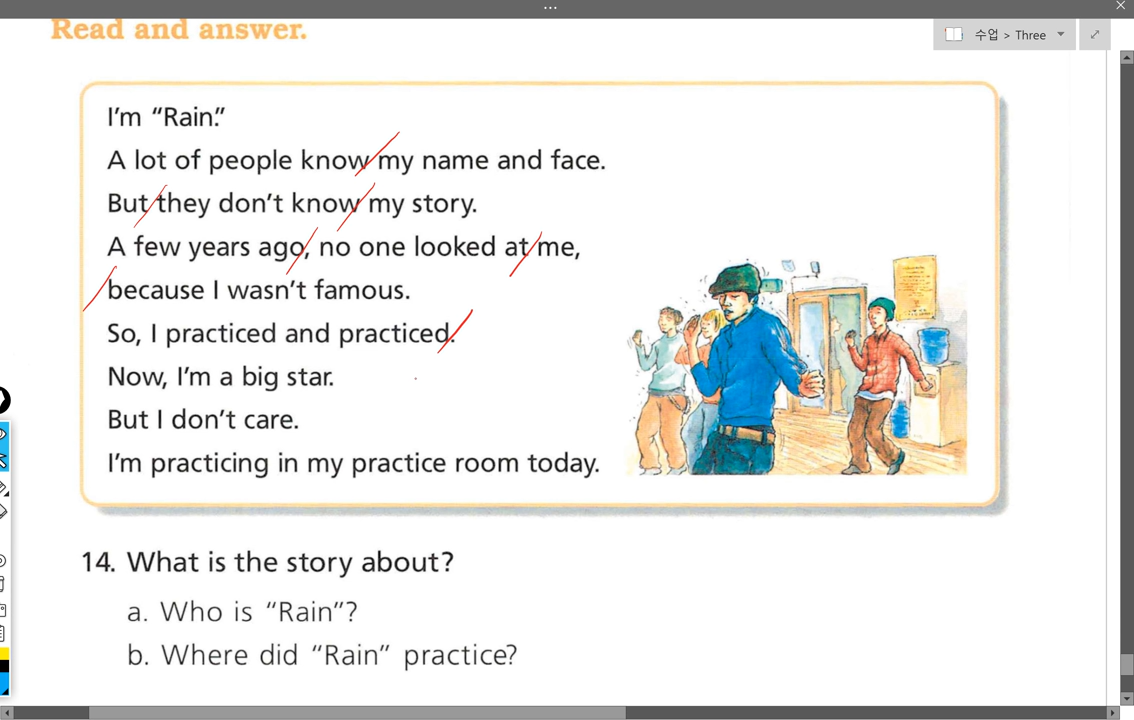 Read and answer.
수업 > Three
I'm “Rain.”
A lot of people know my name and face.
But they don't know my story.
A few years ago, no one looked at me,
because I wasn't famous.
So, I practiced and practiced.
Now, I'm a big star.
But I don't care.
I'm practicing in my practice room today.
14. What is the story about?
a. Who is “Rain”?
b. Where did “Rain” practice?